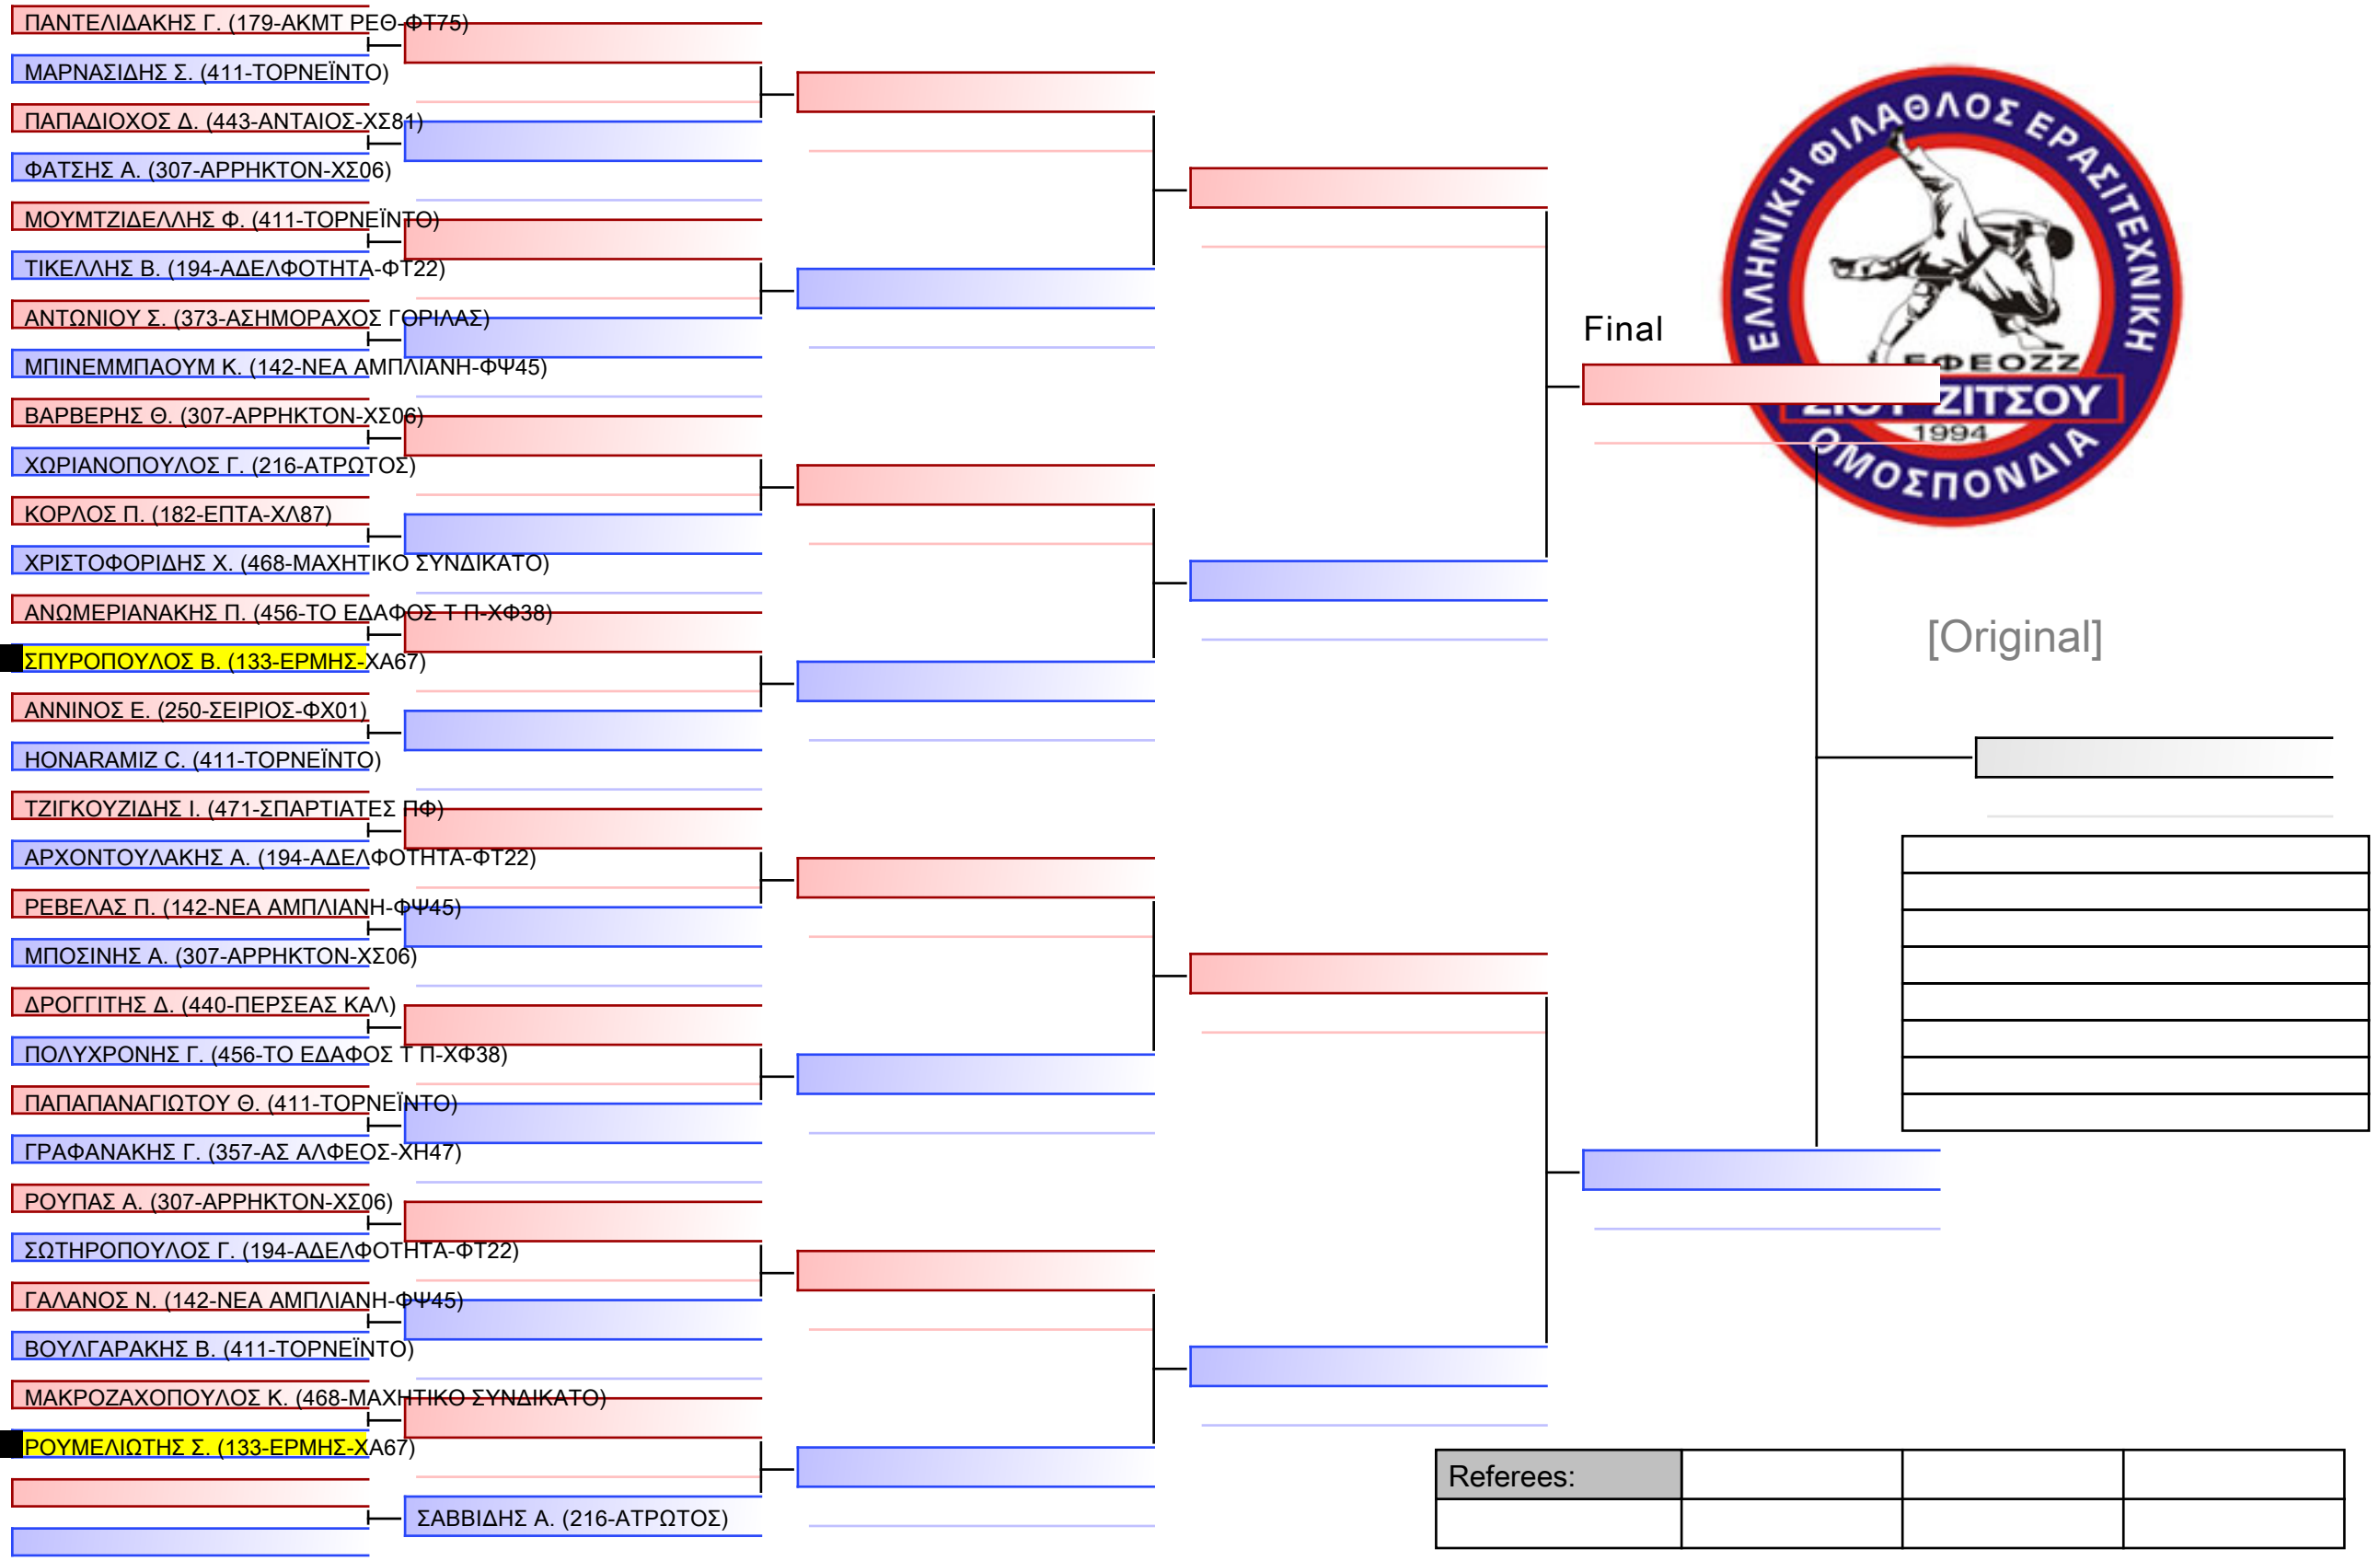 ΠΑΝΤΕΛΙΔΑΚΗΣ Γ. (179-ΑΚΜΤ ΡΕΘ-ΦΤ75)
ΜΑΡΝΑΣΙΔΗΣ Σ. (411-ΤΟΡΝΕΪΝΤΟ)
ΠΑΠΑΔΙΟΧΟΣ Δ. (443-ΑΝΤΑΙΟΣ-ΧΣ81)
ΦΑΤΣΗΣ Α. (307-ΑΡΡΗΚΤΟΝ-ΧΣ06)
ΜΟΥΜΤΖΙΔΕΛΛΗΣ Φ. (411-ΤΟΡΝΕΪΝΤΟ)
ΤΙΚΕΛΛΗΣ Β. (194-ΑΔΕΛΦΟΤΗΤΑ-ΦΤ22)
ΑΝΤΩΝΙΟΥ Σ. (373-ΑΣΗΜΟΡΑΧΟΣ ΓΟΡΙΛΑΣ)
ΜΠΙΝΕΜΜΠΑΟΥΜ Κ. (142-ΝΕΑ ΑΜΠΛΙΑΝΗ-ΦΨ45)
ΒΑΡΒΕΡΗΣ Θ. (307-ΑΡΡΗΚΤΟΝ-ΧΣ06)
ΧΩΡΙΑΝΟΠΟΥΛΟΣ Γ. (216-ΑΤΡΩΤΟΣ)
ΚΟΡΛΟΣ Π. (182-ΕΠΤΑ-ΧΛ87)
ΧΡΙΣΤΟΦΟΡΙΔΗΣ Χ. (468-ΜΑΧΗΤΙΚΟ ΣΥΝΔΙΚΑΤΟ)
ΑΝΩΜΕΡΙΑΝΑΚΗΣ Π. (456-ΤΟ ΕΔΑΦΟΣ Τ Π-ΧΦ38)
ΣΠΥΡΟΠΟΥΛΟΣ Β. (133-ΕΡΜΗΣ-ΧΑ67)
ΑΝΝΙΝΟΣ Ε. (250-ΣΕΙΡΙΟΣ-ΦΧ01)
HONARAMIZ C. (411-ΤΟΡΝΕΪΝΤΟ)
ΤΖΙΓΚΟΥΖΙΔΗΣ Ι. (471-ΣΠΑΡΤΙΑΤΕΣ ΠΦ)
ΑΡΧΟΝΤΟΥΛΑΚΗΣ Α. (194-ΑΔΕΛΦΟΤΗΤΑ-ΦΤ22)
ΡΕΒΕΛΑΣ Π. (142-ΝΕΑ ΑΜΠΛΙΑΝΗ-ΦΨ45)
ΜΠΟΣΙΝΗΣ Α. (307-ΑΡΡΗΚΤΟΝ-ΧΣ06)
ΔΡΟΓΓΙΤΗΣ Δ. (440-ΠΕΡΣΕΑΣ ΚΑΛ)
ΠΟΛΥΧΡΟΝΗΣ Γ. (456-ΤΟ ΕΔΑΦΟΣ Τ Π-ΧΦ38)
ΠΑΠΑΠΑΝΑΓΙΩΤΟΥ Θ. (411-ΤΟΡΝΕΪΝΤΟ)
ΓΡΑΦΑΝΑΚΗΣ Γ. (357-ΑΣ ΑΛΦΕΟΣ-ΧΗ47)
ΡΟΥΠΑΣ Α. (307-ΑΡΡΗΚΤΟΝ-ΧΣ06)
ΣΩΤΗΡΟΠΟΥΛΟΣ Γ. (194-ΑΔΕΛΦΟΤΗΤΑ-ΦΤ22)
ΓΑΛΑΝΟΣ Ν. (142-ΝΕΑ ΑΜΠΛΙΑΝΗ-ΦΨ45)
ΒΟΥΛΓΑΡΑΚΗΣ Β. (411-ΤΟΡΝΕΪΝΤΟ)
ΜΑΚΡΟΖΑΧΟΠΟΥΛΟΣ Κ. (468-ΜΑΧΗΤΙΚΟ ΣΥΝΔΙΚΑΤΟ)
ΡΟΥΜΕΛΙΩΤΗΣ Σ. (133-ΕΡΜΗΣ-ΧΑ67)
ΣΑΒΒΙΔΗΣ Α. (216-ΑΤΡΩΤΟΣ)
Final
ΕΛΛΗΝΙΚΗ ΦΙΛΑΘΛΟΣ ΕΡΑΣΙΤΕΧΝΙΚΗ
ΕΦΕΟΖΖ
ΖΙΟΥ ΖΙΤΣΟΥ
1994
ΟΜΟΣΠΟΝΔΙΑ
[Original]
Referees: